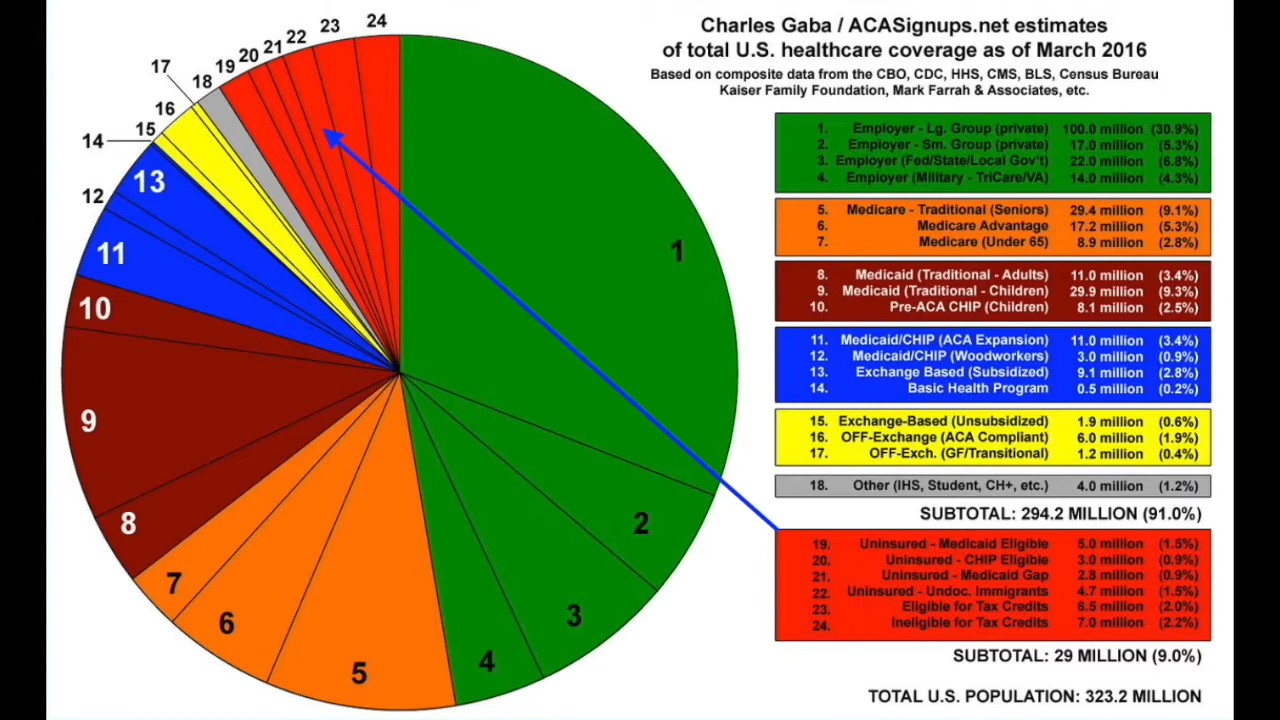 Charles Gaba / ACASignups.net estimates
of total U.S. healthcare coverage as of March 2016
Based on composite data from the CBO, CDC, HHS, CMS, BLS, Census Bureau
Kaiser Family Foundation, Mark Farrah & Associates, etc.
24
23
22
21
20
19
18
17
16
15
14
13
12
11
10
9
8
7
6
5
4
3
2
1
1. Employer - Lg. Group (private) 100.0 million (30.9%)
2. Employer - Sm. Group (private) 17.0 million (5.3%)
3. Employer (Fed/State/Local Gov't) 22.0 million (6.8%)
4. Employer (Military - TriCare/VA) 14.0 million (4.3%)
5. Medicare - Traditional (Seniors) 29.4 million (9.1%)
6. Medicare Advantage 17.2 million (5.3%)
7. Medicare (Under 65) 8.9 million (2.8%)
8. Medicaid (Traditional - Adults) 11.0 million (3.4%)
9. Medicaid (Traditional - Children) 29.9 million (9.3%)
10. Pre-ACA CHIP (Children) 8.1 million (2.5%)
11. Medicaid/CHIP (ACA Expansion) 11.0 million (3.4%)
12. Medicaid/CHIP (Woodworkers) 3.0 million (0.9%)
13. Exchange Based (Subsidized) 9.1 million (2.8%)
14. Basic Health Program 0.5 million (0.2%)
15. Exchange-Based (Unsubsidized) 1.9 million (0.6%)
16. OFF-Exchange (ACA Compliant) 6.0 million (1.9%)
17. OFF-Exch. (GF/Transitional) 1.2 million (0.4%)
18. Other (IHS, Student, CH+, etc.) 4.0 million (1.2%)
SUBTOTAL: 294.2 MILLION (91.0%)
19. Uninsured - Medicaid Eligible 5.0 million (1.5%)
20. Uninsured - CHIP Eligible 3.0 million (0.9%)
21. Uninsured - Medicaid Gap 2.8 million (0.9%)
22. Uninsured - Undoc. Immigrants 4.7 million (1.5%)
23. Eligible for Tax Credits 6.5 million (2.0%)
24. Ineligible for Tax Credits 7.0 million (2.2%)
SUBTOTAL: 29 MILLION (9.0%)
TOTAL U.S. POPULATION: 323.2 MILLION